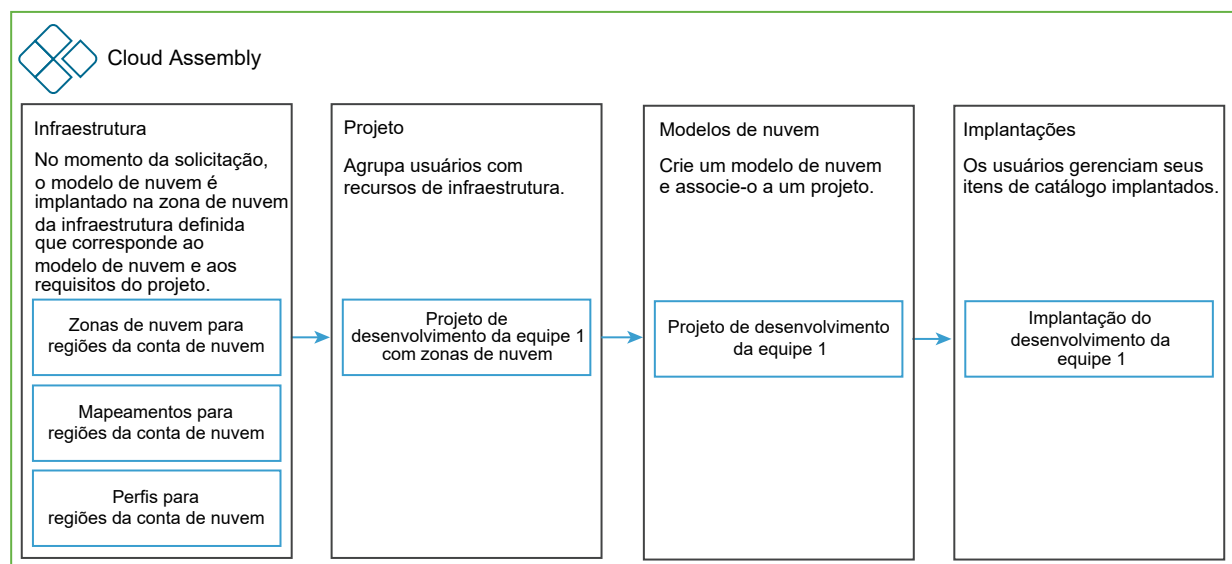 Cloud Assembly
Infraestrutura
No momento da solicitação,
o modelo de nuvem é
implantado na zona de nuvem
da infraestrutura definida
que corresponde ao
modelo de nuvem e aos
requisitos do projeto.
Zonas de nuvem para
regiões da conta de nuvem
Mapeamentos para
regiões da conta de nuvem
Perfis para
regiões da conta de nuvem
Projeto
Agrupa usuários com
recursos de infraestrutura.
Projeto de
desenvolvimento da equipe 1
com zonas de nuvem
Modelos de nuvem
Crie um modelo de nuvem
e associe-o a um projeto.
Projeto de desenvolvimento
da equipe 1
Implantações
Os usuários gerenciam seus
itens de catálogo implantados.
Implantação do
desenvolvimento da
equipe 1